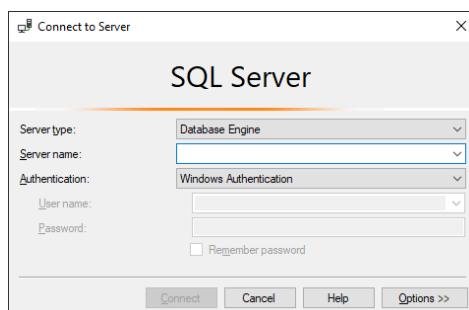 Connect to Server
SQL Server
Server type: Database Engine
Server name:
Authentication: Windows Authentication
User name:
Password:
Remember password
Connect Cancel Help Options >>